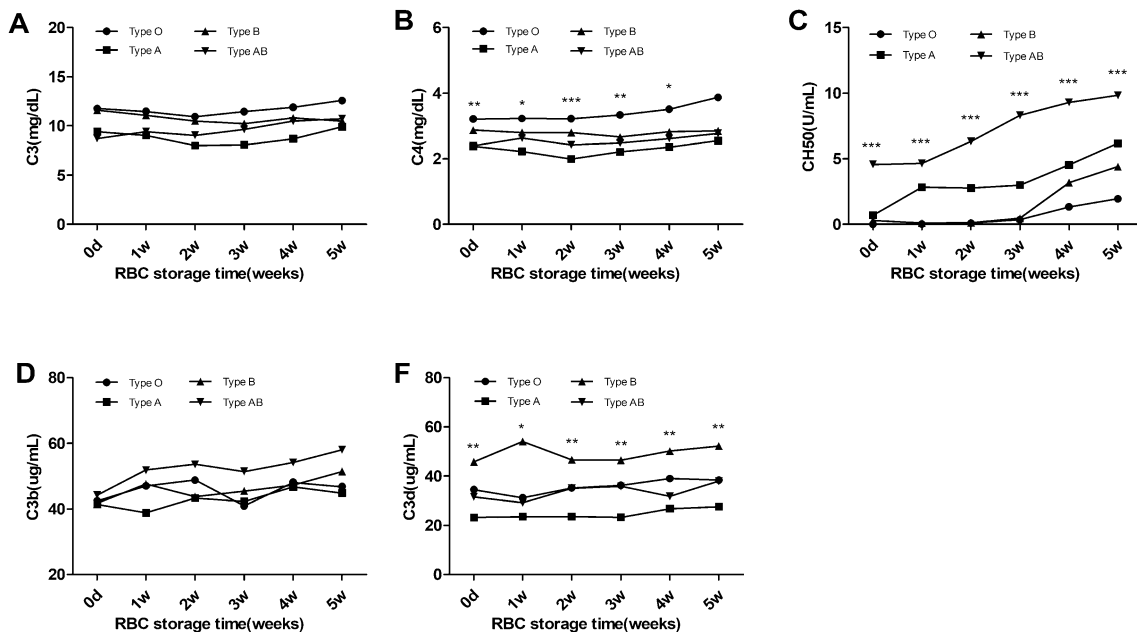 A
Type O
Type B
Type A
Type AB
C3(mg/dL)
20
15
10
5
0
0d 1w 2w 3w 4w 5w
RBC storage time(weeks)
B
Type O
Type B
Type A
Type AB
C4(mg/dL)
6
4
2
0
** * *** ** *
0d 1w 2w 3w 4w 5w
RBC storage time(weeks)
C
Type O
Type B
Type A
Type AB
CH50(U/mL)
15
10
5
0
*** *** *** *** *** ***
0d 1w 2w 3w 4w 5w
RBC storage time(weeks)
D
Type O
Type B
Type A
Type AB
C3b(ug/mL)
80
60
40
20
0d 1w 2w 3w 4w 5w
RBC storage time(weeks)
F
Type O
Type B
Type A
Type AB
C3d(ug/mL)
80
60
40
20
0
** * ** ** ** **
0d 1w 2w 3w 4w 5w
RBC storage time(weeks)